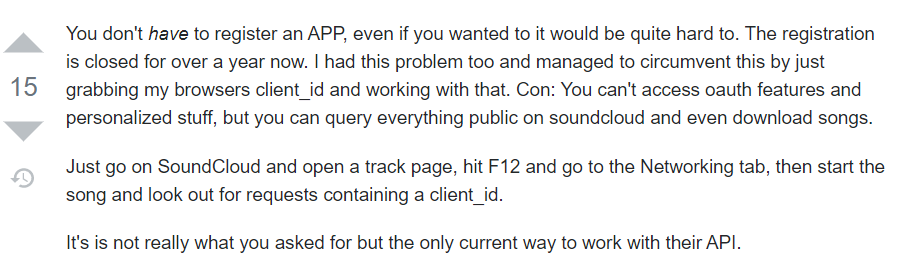 You don't have to register an APP, even if you wanted to it would be quite hard to. The registration
is closed for over a year now. I had this problem too and managed to circumvent this by just
15
grabbing my browsers client_id and working with that. Con: You can't access oauth features and
personalized stuff, but you can query everything public on soundcloud and even download songs.
Just go on SoundCloud and open a track page, hit F12 and go to the Networking tab, then start the
song and look out for requests containing a client_id.
It's is not really what you asked for but the only current way to work with their API.